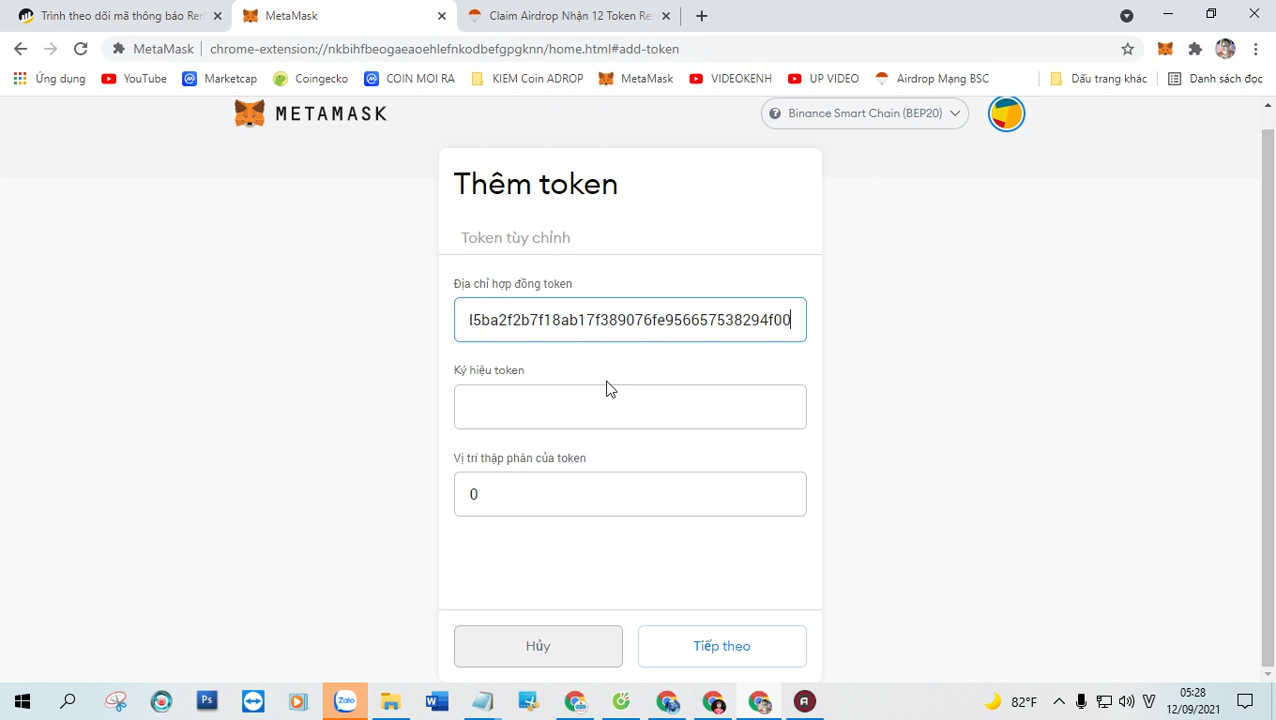 Trình theo dõi mã thông báo Ren
MetaMask
Claim Airdrop Nhận 12 Token Re
MetaMask
chrome-extension://nkbihfbeogaeaoehlefnkodbefgpgknn/home.html#add-token
Ứng dụng
YouTube
Marketcap
Coingecko
COIN MOI RA
KIEM Coin ADROP
MetaMask
VIDEOKENH
UP VIDEO
Airdrop Mạng BSC
Dấu trang khác
Danh sách đọc
METAMASK
Binance Smart Chain (BEP20)
Thêm token
Token tùy chỉnh
Địa chỉ hợp đồng token
5ba2f2b7f18ab17f389076fe956657538294f00
Ký hiệu token
Vị trí thập phân của token
0
Hủy
Tiếp theo
Zalo
82°F
05:28
12/09/2021